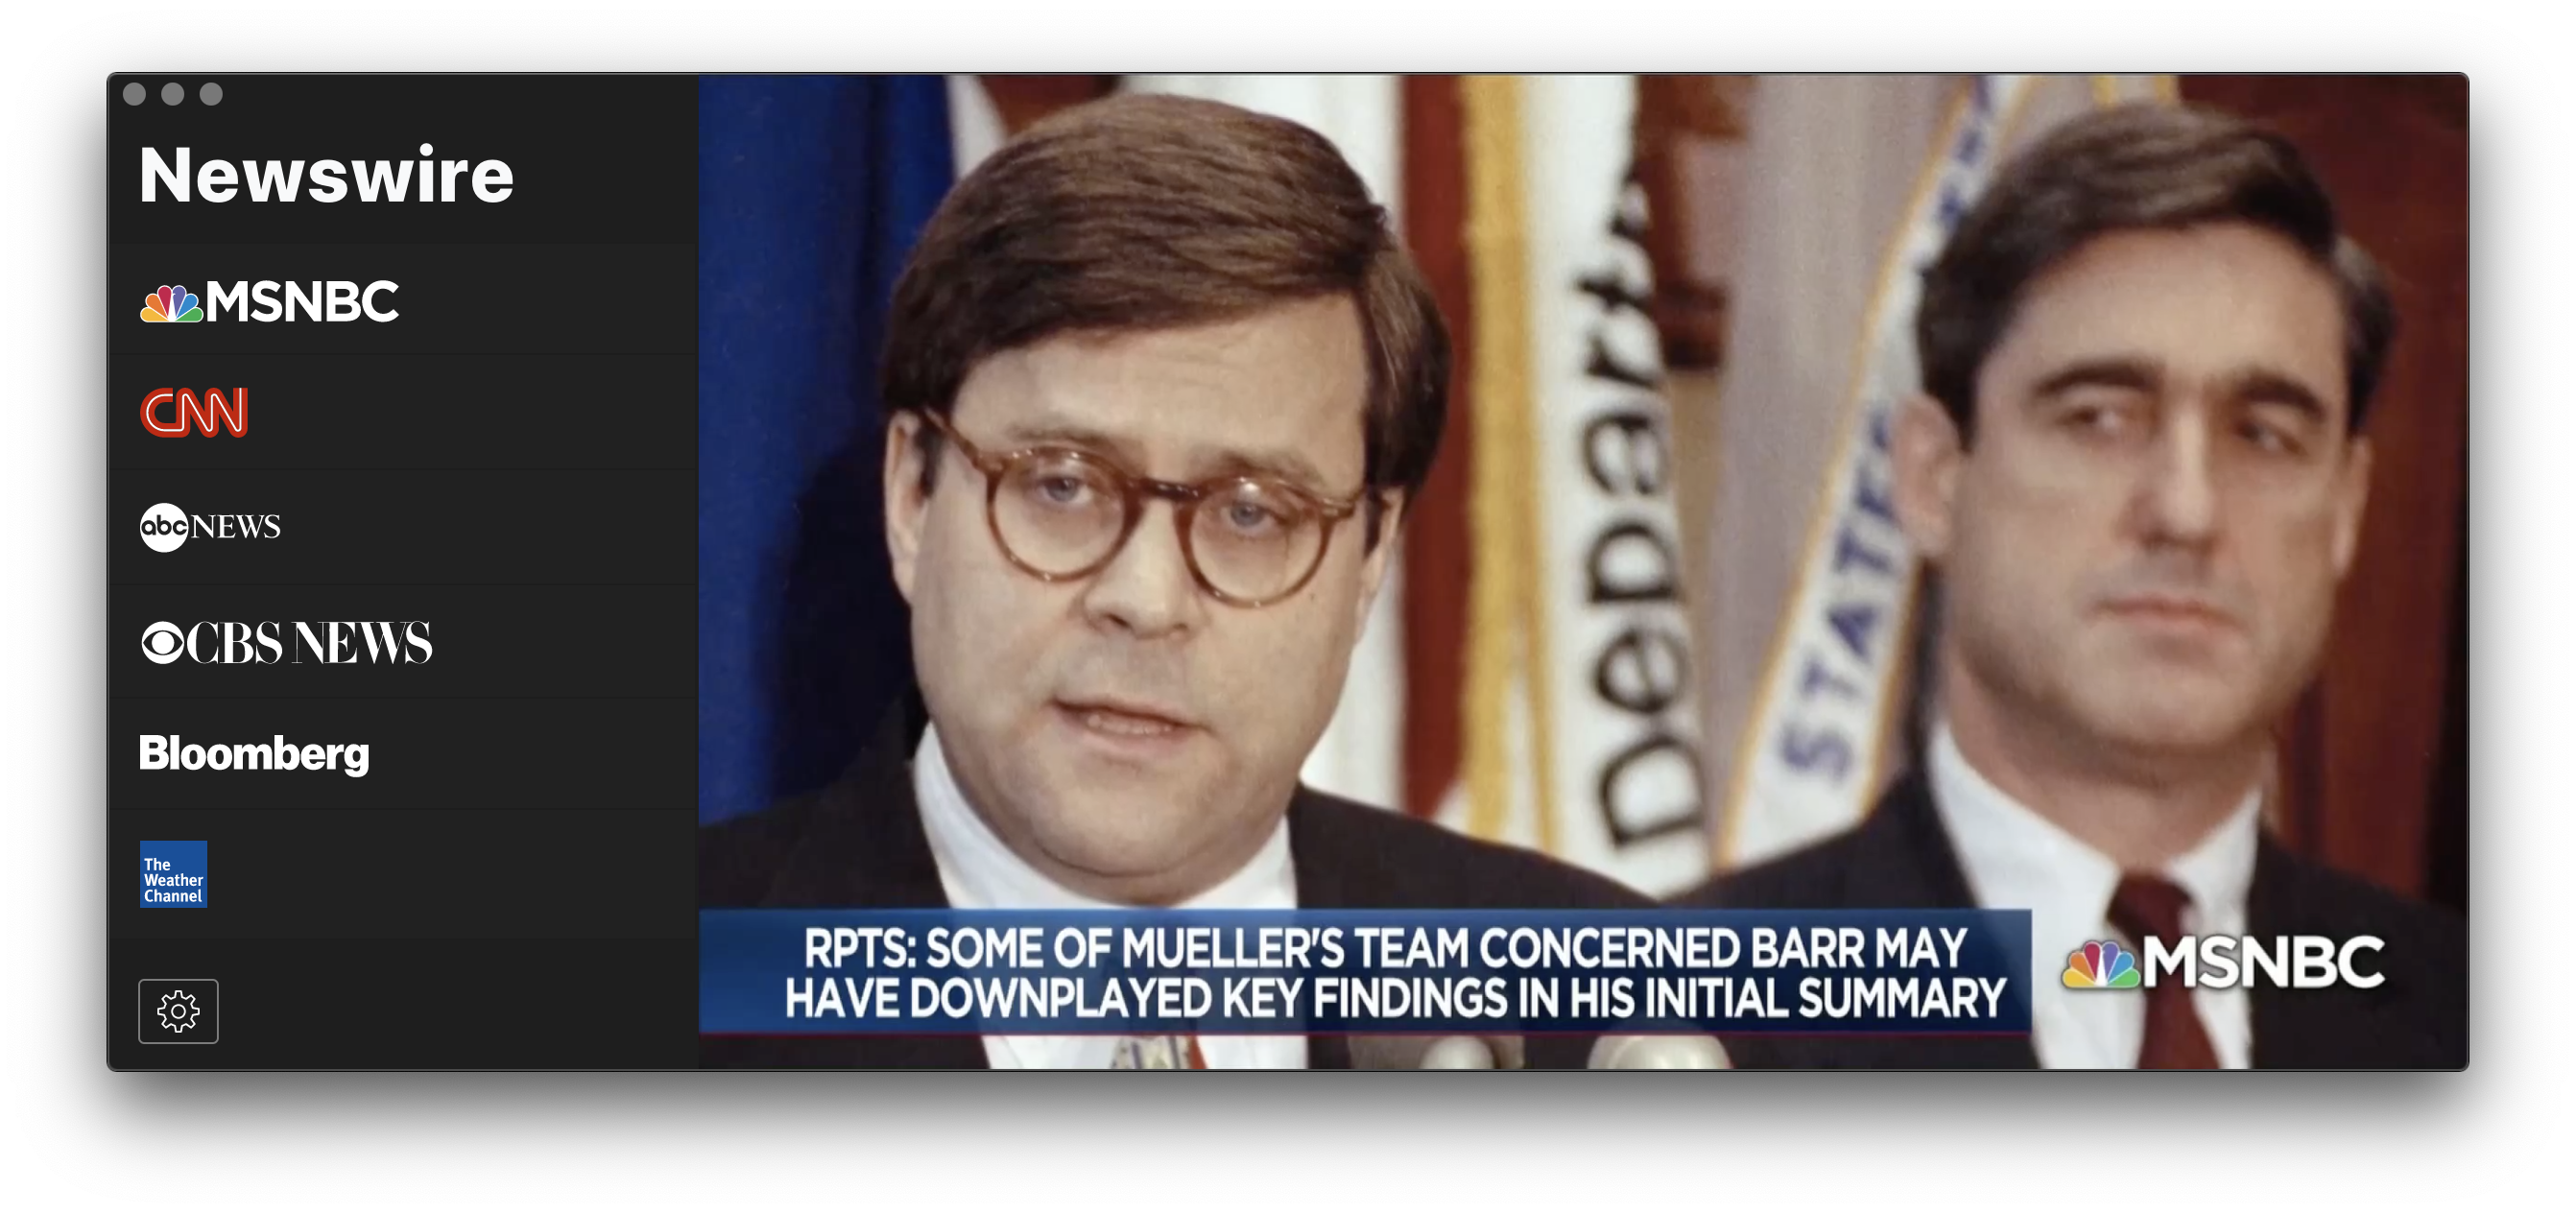 Newswire
MSNBC
CNN
abc NEWS
CBS NEWS
Bloomberg
The
Weather
Channel
Depart
STATE
RPTS: SOME OF MUELLER'S TEAM CONCERNED BARR MAY
HAVE DOWNPLAYED KEY FINDINGS IN HIS INITIAL SUMMARY
MSNBC